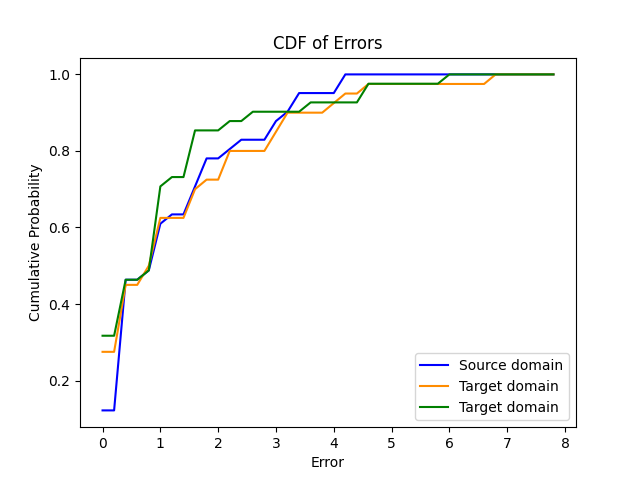 CDF of Errors
1.0
0.8
0.6
0.4
0.2
Cumulative Probability
Source domain
Target domain
Target domain
0 1 2 3 4 5 6 7 8
Error